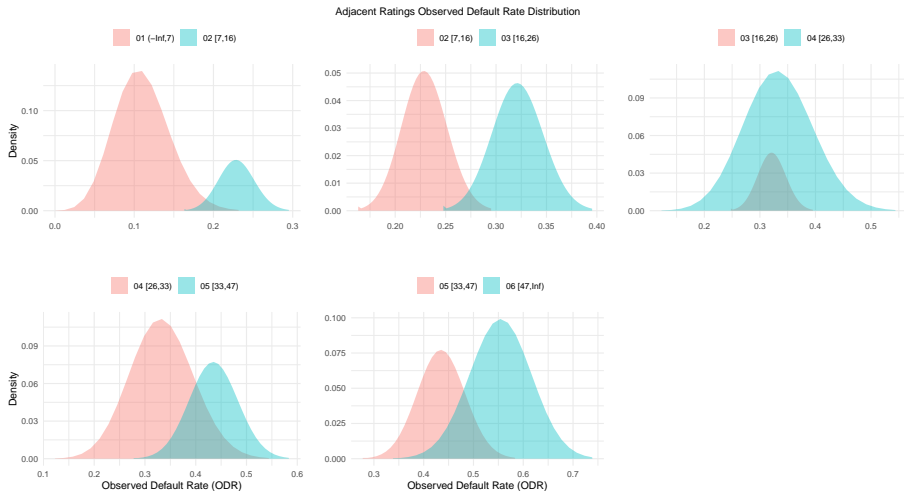 Adjacent Ratings Observed Default Rate Distribution
01 (−Inf,7) 02 [7,16)
02 [7,16) 03 [16,26)
03 [16,26) 04 [26,33)
Density
0.10
0.05
0.00
0.0 0.1 0.2 0.3
0.05
0.04
0.03
0.02
0.01
0.00
0.20 0.25 0.30 0.35 0.40
0.09
0.06
0.03
0.00
0.2 0.3 0.4 0.5
04 [26,33) 05 [33,47)
05 [33,47) 06 [47,Inf)
Density
0.09
0.06
0.03
0.00
0.1 0.2 0.3 0.4 0.5 0.6
Observed Default Rate (ODR)
0.100
0.075
0.050
0.025
0.000
0.3 0.4 0.5 0.6 0.7
Observed Default Rate (ODR)